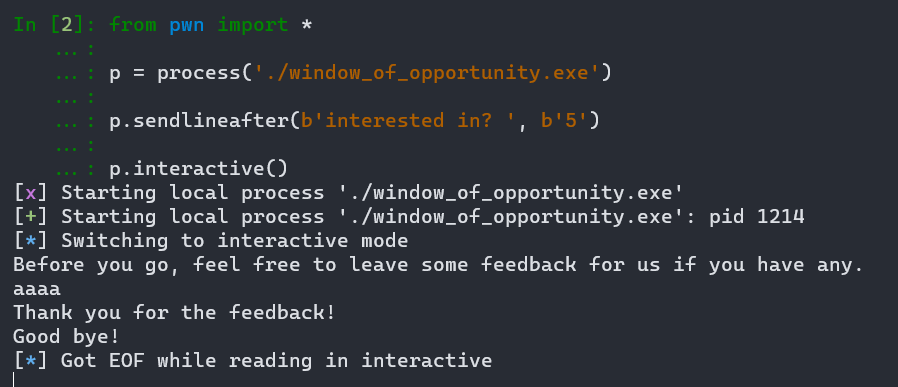 In [2]: from pwn import *
...:
...: p = process('./window_of_opportunity.exe')
...:
...: p.sendlineafter(b'interested in? ', b'5')
...:
...: p.interactive()
[x] Starting local process './window_of_opportunity.exe'
[+] Starting local process './window_of_opportunity.exe': pid 1214
[*] Switching to interactive mode
Before you go, feel free to leave some feedback for us if you have any.
aaaa
Thank you for the feedback!
Good bye!
[*] Got EOF while reading in interactive